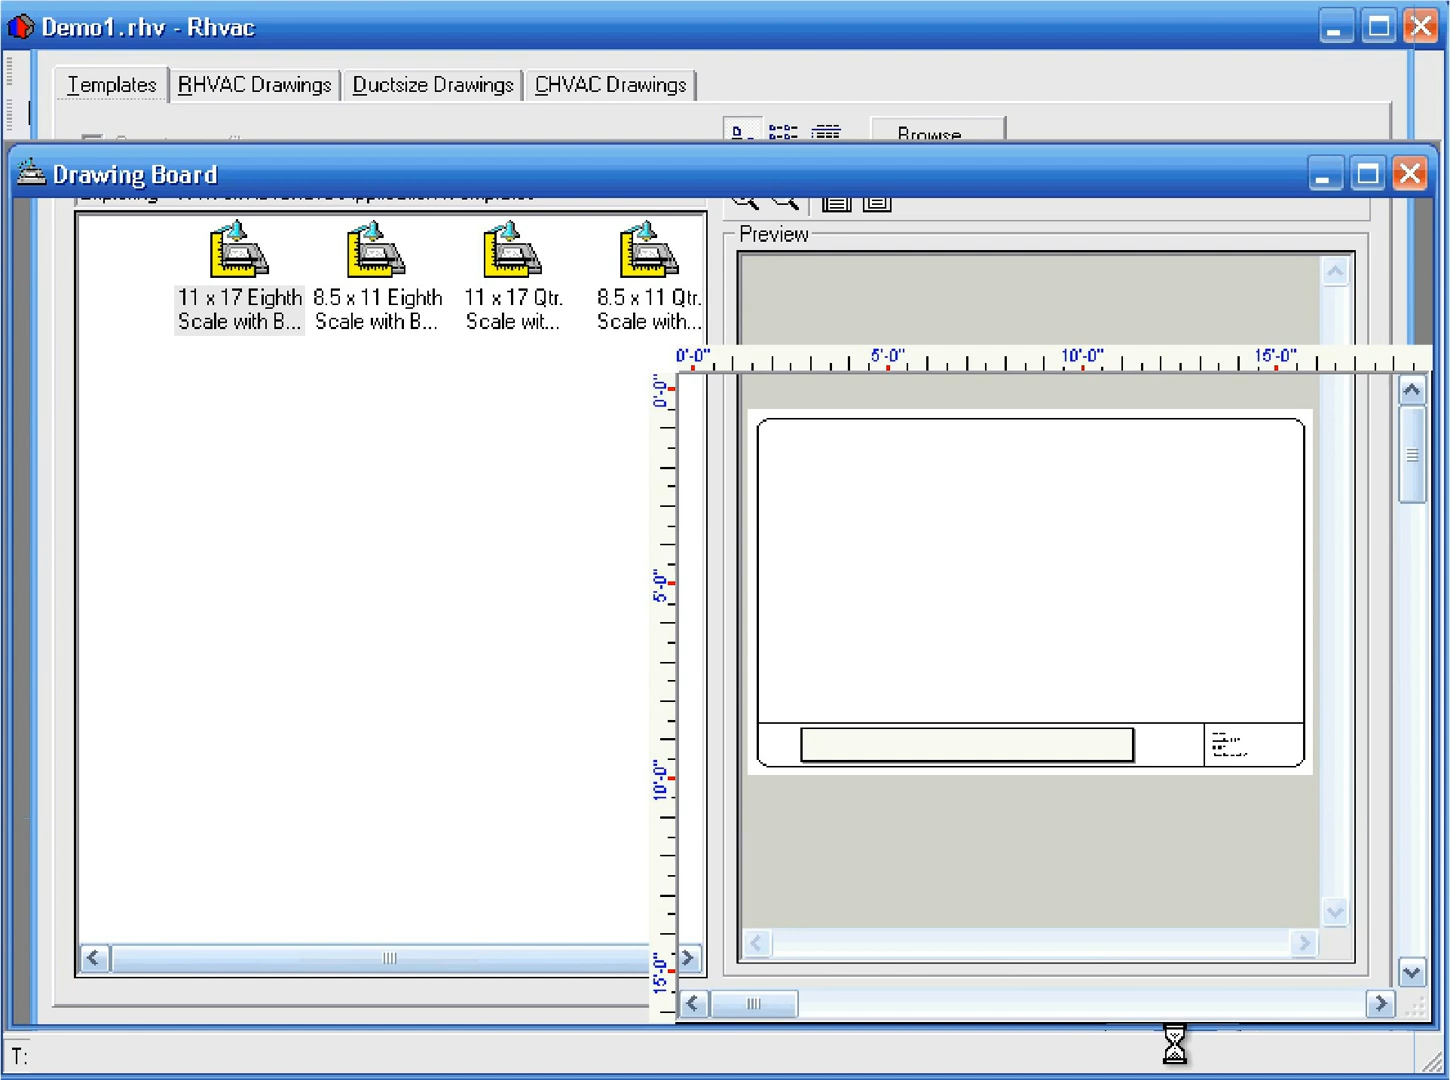 Demo1.rhv - Rhvac
Templates RHVAC Drawings Ductsize Drawings CHVAC Drawings
Browse
Drawing Board
Preview
11 x 17 Eighth
Scale with B...
8.5 x 11 Eighth
Scale with B...
11 x 17 Qtr.
Scale wit...
8.5 x 11 Qtr.
Scale with...
0'-0" 5'-0" 10'-0" 15'-0"
0'-0"
5'-0"
10'-0"
15'-0"
T: